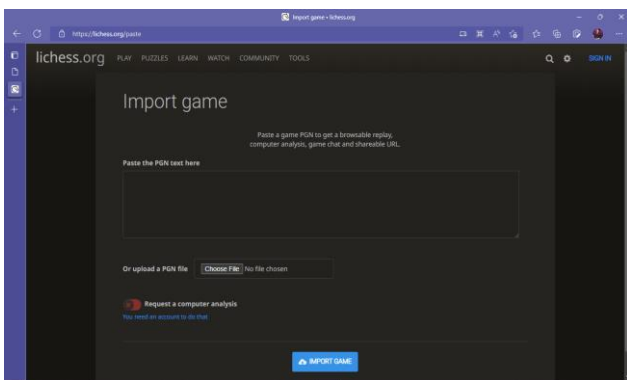 Import game • lichess.org
https://lichess.org/paste
lichess.org PLAY PUZZLES LEARN WATCH COMMUNITY TOOLS SIGN IN
Import game
Paste a game PGN to get a browsable replay,
computer analysis, game chat and shareable URL.
Paste the PGN text here
Or upload a PGN file Choose File No file chosen
Request a computer analysis
You need an account to do that
IMPORT GAME